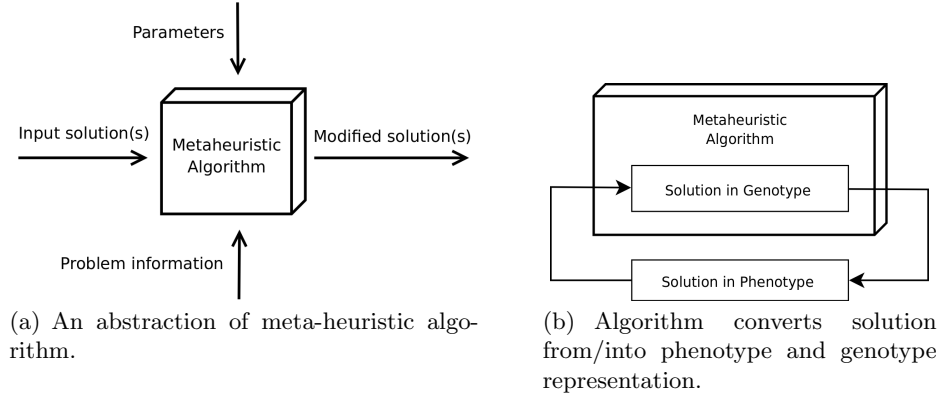 Parameters
Input solution(s)
Metaheuristic
Algorithm
Modified solution(s)
Problem information
(a) An abstraction of meta-heuristic algo-
rithm.
Metaheuristic
Algorithm
Solution in Genotype
Solution in Phenotype
(b) Algorithm converts solution
from/into phenotype and genotype
representation.